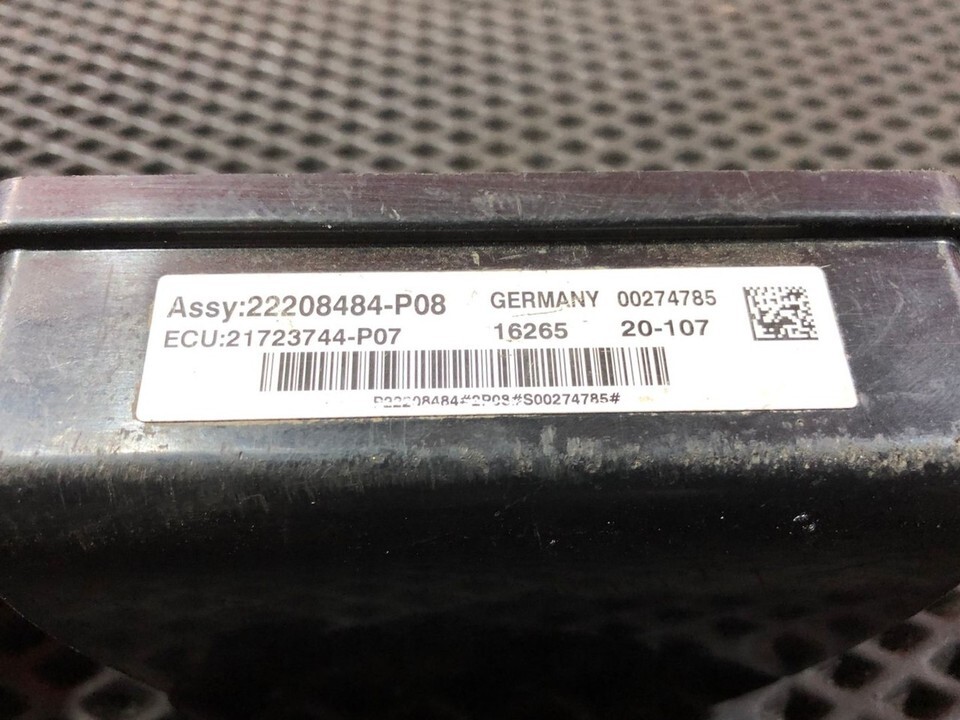 Assy:22208484-P08 GERMANY 00274785
ECU:21723744-P07 16265 20-107
P22208484#2P08#S00274785#